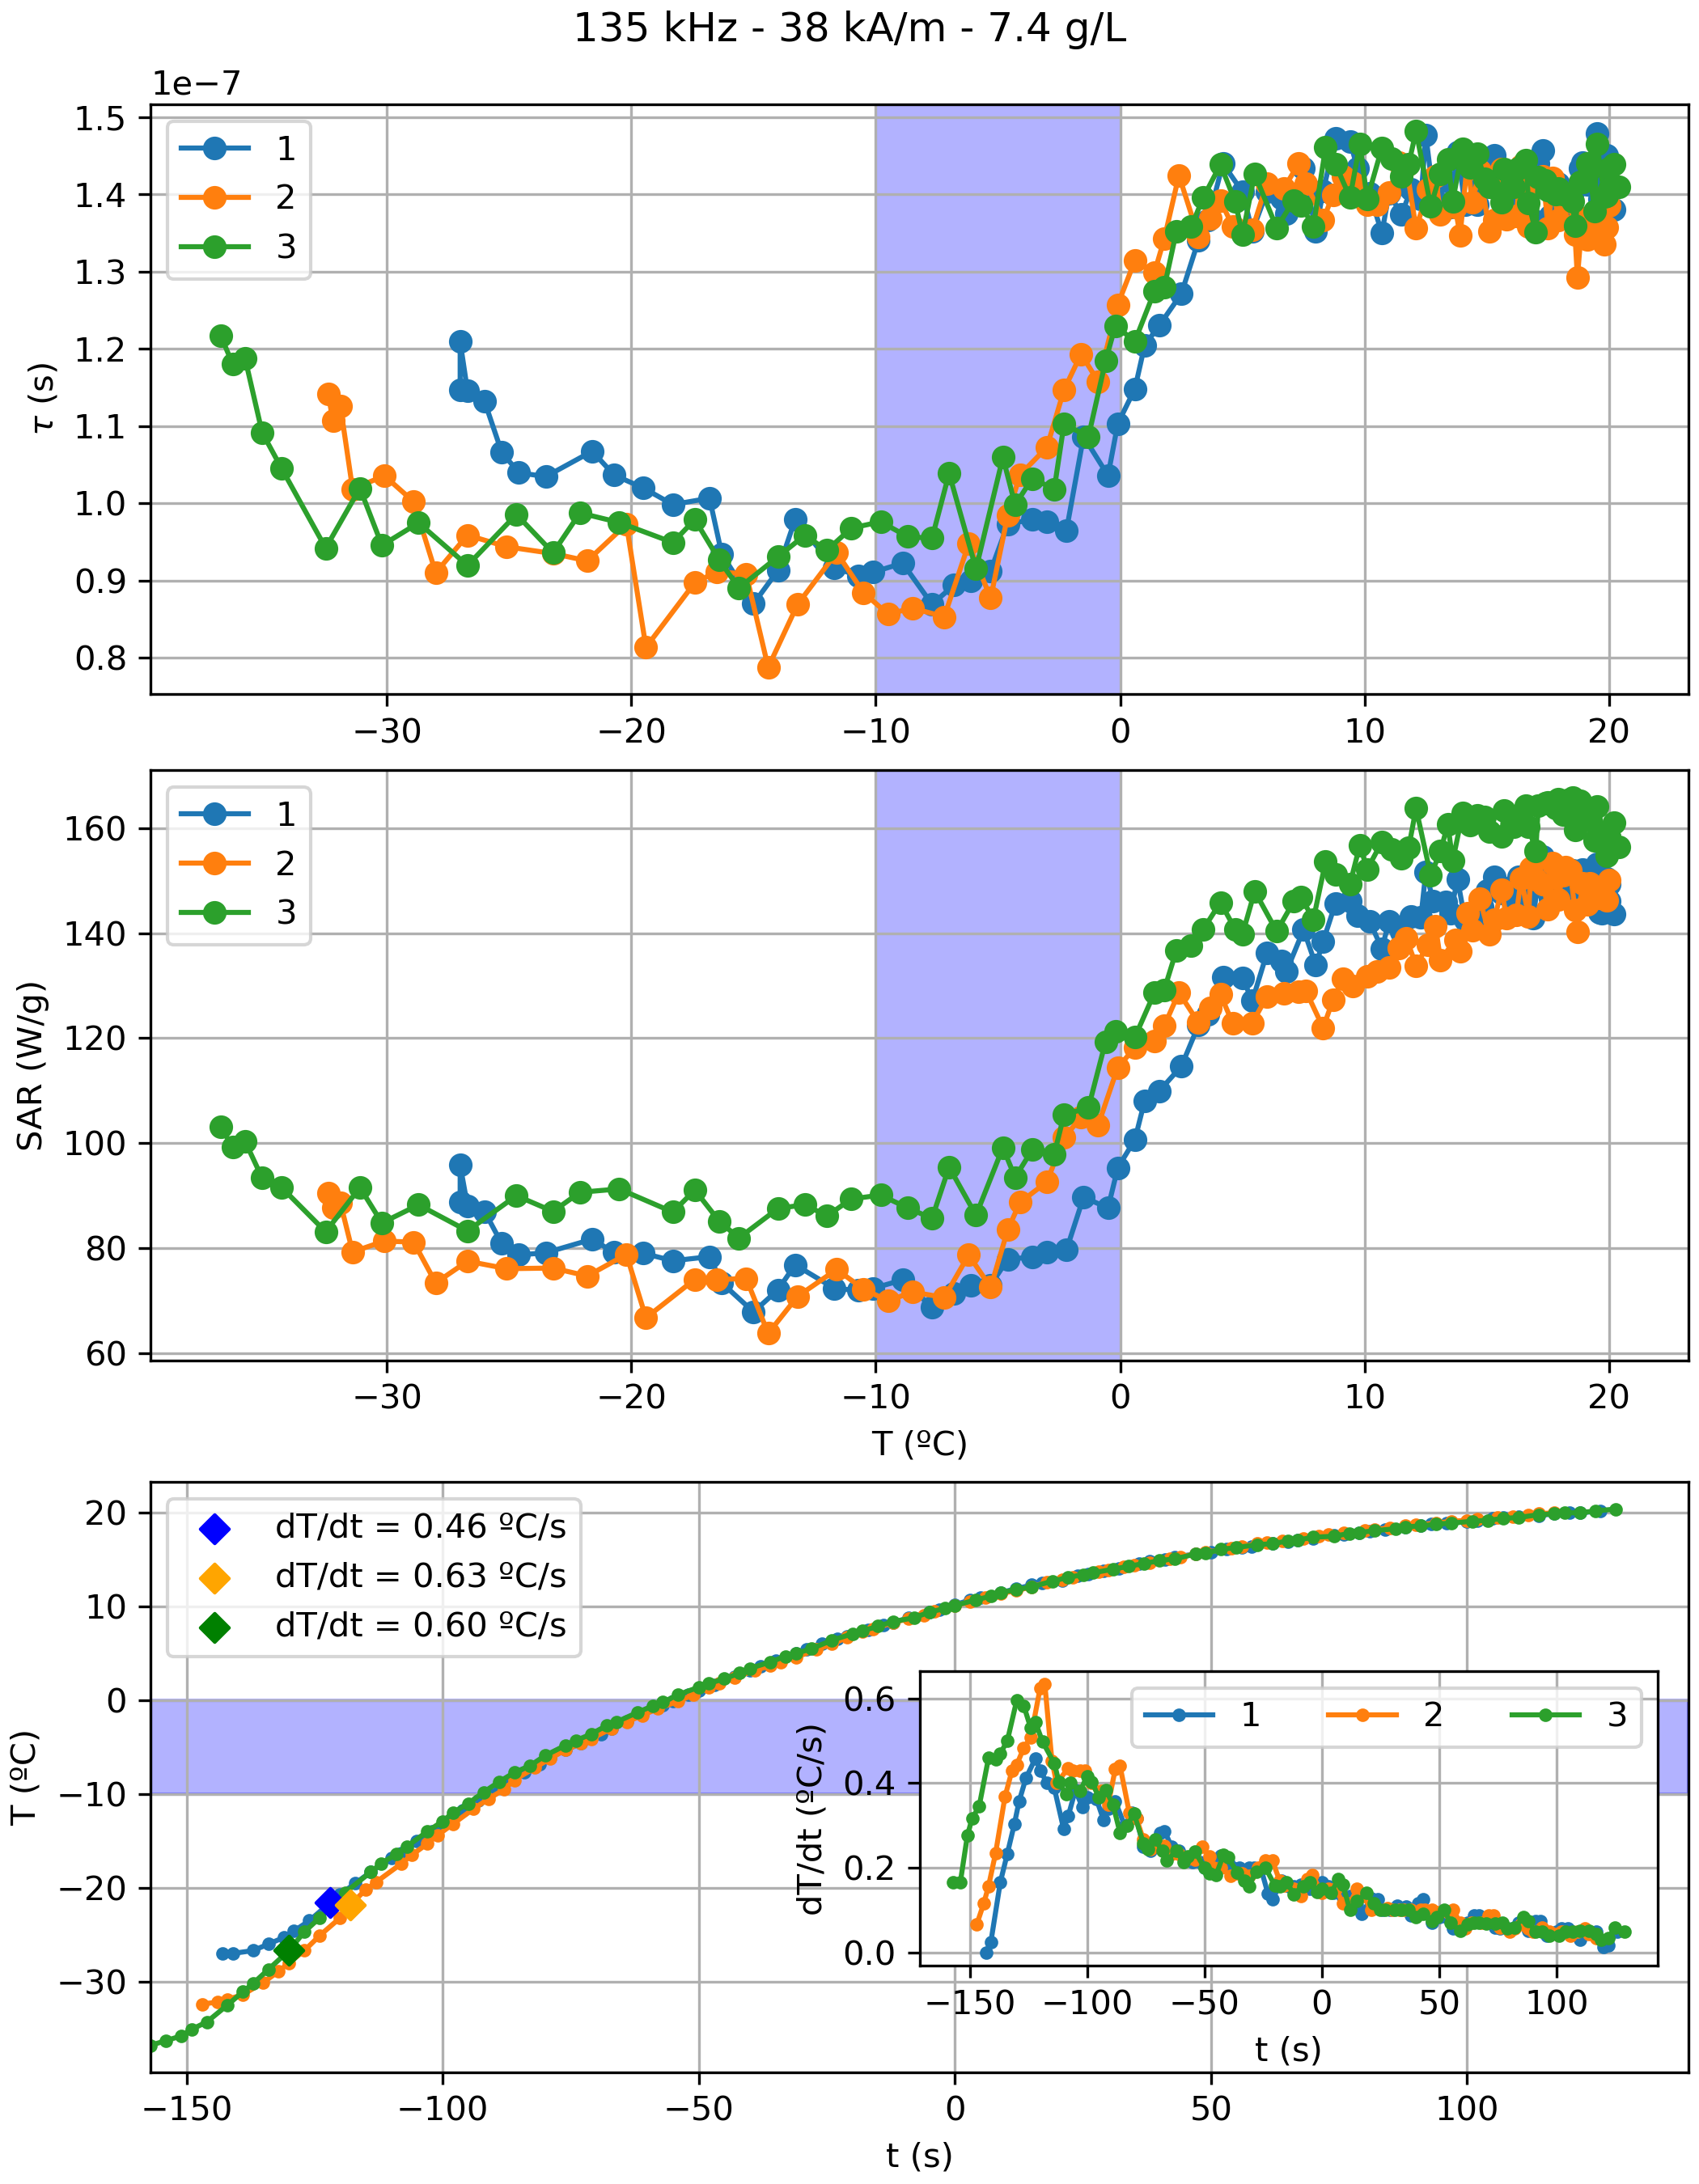 135 kHz - 38 kA/m - 7.4 g/L
1e−7
1.5
1.4
1.3
1.2
1.1
1.0
0.9
0.8
τ (s)
1
2
3
−30 −20 −10 0 10 20
160
140
120
100
80
60
SAR (W/g)
1
2
3
−30 −20 −10 0 10 20
T (ºC)
20
10
0
−10
−20
−30
T (ºC)
dT/dt = 0.46 ºC/s
dT/dt = 0.63 ºC/s
dT/dt = 0.60 ºC/s
0.6
0.4
0.2
0.0
dT/dt (ºC/s)
1 2 3
−150 −100 −50 0 50 100
t (s)
−150 −100 −50 0 50 100
t (s)